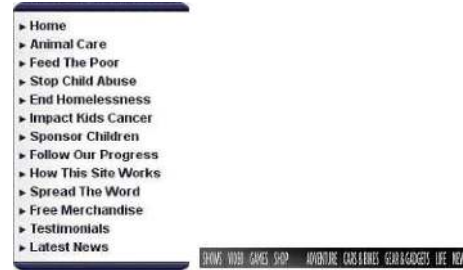 Home
Animal Care
Feed The Poor
Stop Child Abuse
End Homelessness
Impact Kids Cancer
Sponsor Children
Follow Our Progress
How This Site Works
Spread The Word
Free Merchandise
Testimonials
Latest News
SHOWS VIDEO GAMES SHOP ADVENTURE CARS & BIKES GEAR & GADGETS LIFE